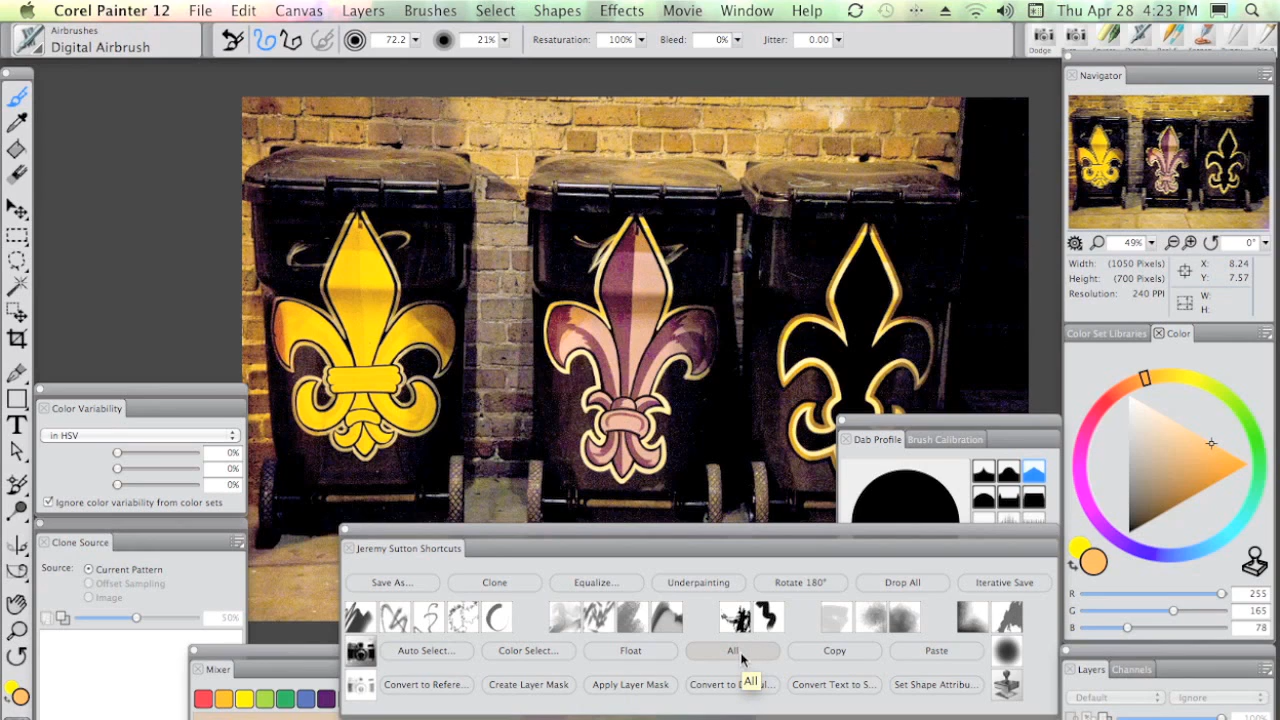 Corel Painter 12 File Edit Canvas Layers Brushes Select Shapes Effects Movie Window Help Thu Apr 28 4:23 PM
Airbrushes
Digital Airbrush
72.2 21% Resaturation: 100% Bleed: 0% Jitter: 0.00
Dodge
Navigator
49% 0°
Width: (1050 Pixels) X: 8.24
Height: (700 Pixels) Y: 7.57
Resolution: 240 PPI W:
H:
Color Set Libraries Color
R 255
G 165
B 78
Layers Channels
Default Ignore
100%
Color Variability
in HSV
0%
0%
0%
Ignore color variability from color sets
Clone Source
Source: Current Pattern
Offset Sampling
Image
50%
Mixer
Dab Profile Brush Calibration
Jeremy Sutton Shortcuts
Save As... Clone Equalize... Underpainting Rotate 180° Drop All Iterative Save
Auto Select... Color Select... Float All Copy Paste
All
Convert to Refere... Create Layer Mask Apply Layer Mask Convert Text to S... Set Shape Attribu...